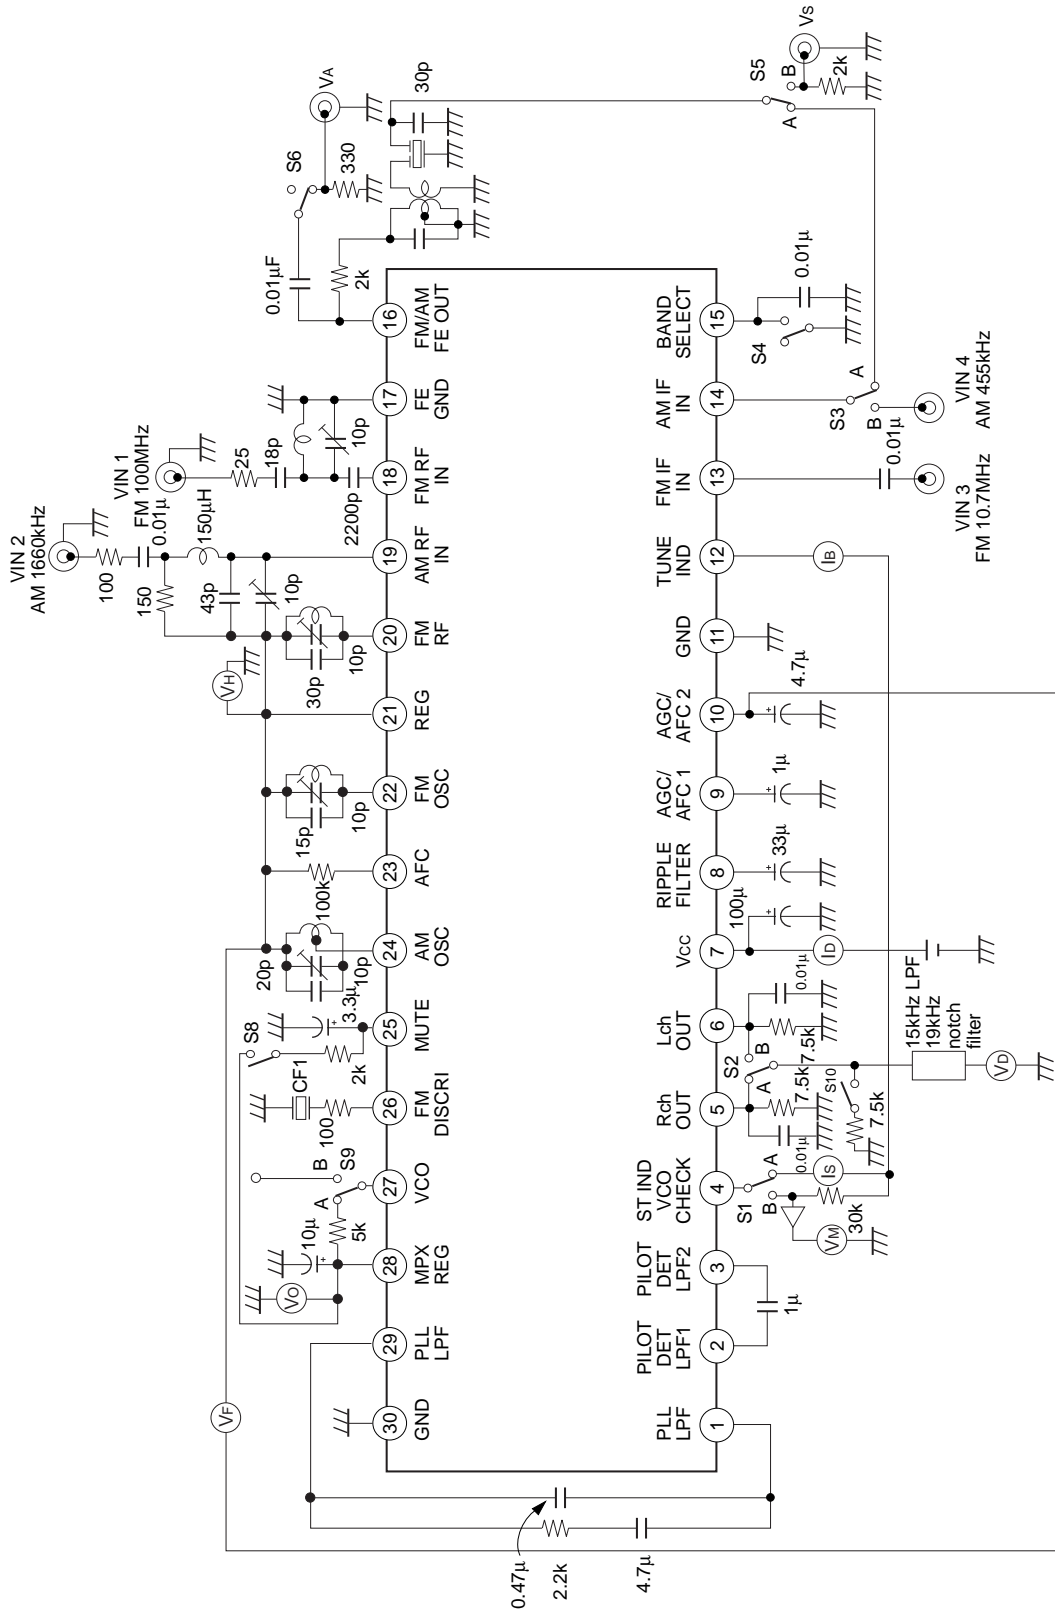 VIN 2
AM 1660kHz
VIN 1
FM 100MHz
VA
S6
330
30p
VS
S5
B
A
2k
0.01µF
2k
25
18p
10p
2200p
0.01µ
150µH
100
150
43p
10p
VH
30p
10p
15p
10p
100k
20p
10p
3.3µ
S8
2k
CF1
100
B
S9
A
5k
10µ
VO
VF
30
GND
29
PLL
LPF
28
MPX
REG
27
VCO
26
FM
DISCRI
25
MUTE
24
AM
OSC
23
AFC
22
FM
OSC
21
REG
20
FM
RF
19
AM RF
IN
18
FM RF
IN
17
FE
GND
16
FM/AM
FE OUT
1
PLL
LPF
2
PILOT
DET
LPF1
3
PILOT
DET
LPF2
4
ST IND
VCO
CHECK
5
Rch
OUT
6
Lch
OUT
7
VCC
8
RIPPLE
FILTER
9
AGC/
AFC 1
10
AGC/
AFC 2
11
GND
12
TUNE
IND
13
FM IF
IN
14
AM IF
IN
15
BAND
SELECT
0.47µ
2.2k
4.7µ
1µ
S1
A
B
IS
30k
VM
0.01µ
7.5k
S2
A
B
7.5k
0.01µ
S10
7.5k
15kHz LPF
19kHz
notch
filter
VD
ID
100µ
33µ
1µ
4.7µ
IB
0.01µ
VIN 3
FM 10.7MHz
S3
A
B
VIN 4
AM 455kHz
S4
0.01µ